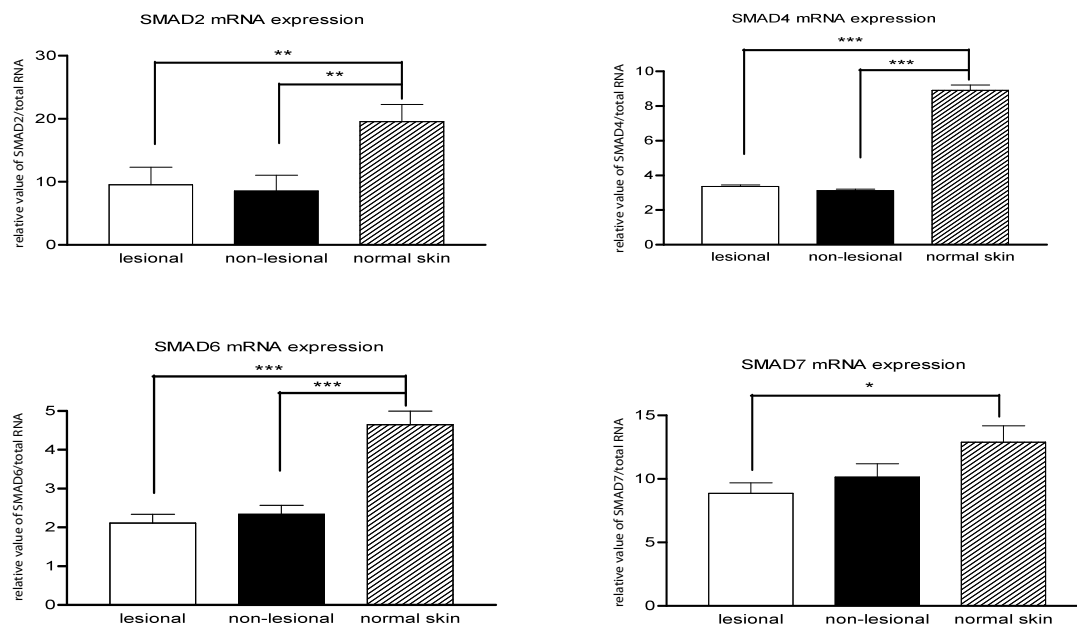 SMAD2 mRNA expression
relative value of SMAD2/total RNA
30
20
10
0
**
**
lesional non-lesional normal skin
SMAD4 mRNA expression
relative value of SMAD4/total RNA
10
8
6
4
2
0
***
***
lesional non-lesional normal skin
SMAD6 mRNA expression
relative value of SMAD6/total RNA
5
4
3
2
1
0
***
***
lesional non-lesional normal skin
SMAD7 mRNA expression
relative value of SMAD7/total RNA
15
10
5
0
*
lesional non-lesional normal skin